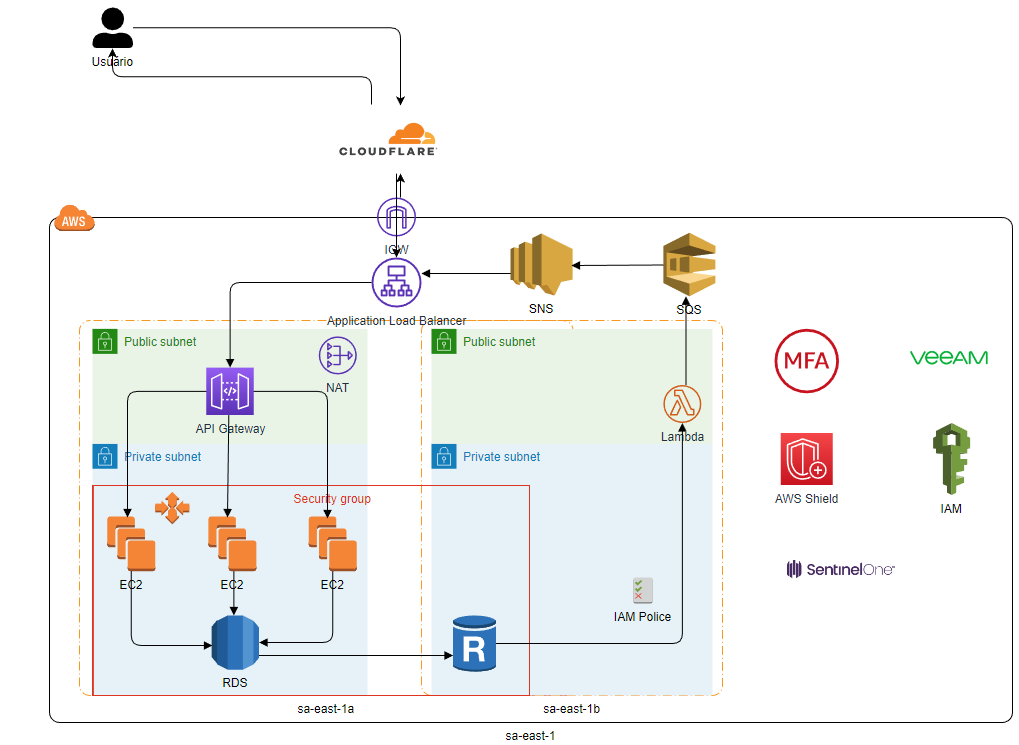 Usuário
CLOUDFLARE
AWS
IGW
SNS
SQS
Application Load Balancer
Public subnet
Public subnet
NAT
MFA
veeam
API Gateway
Lambda
Private subnet
Private subnet
Security group
AWS Shield
IAM
EC2
EC2
EC2
SentinelOne
IAM Police
R
RDS
sa-east-1a
sa-east-1b
sa-east-1